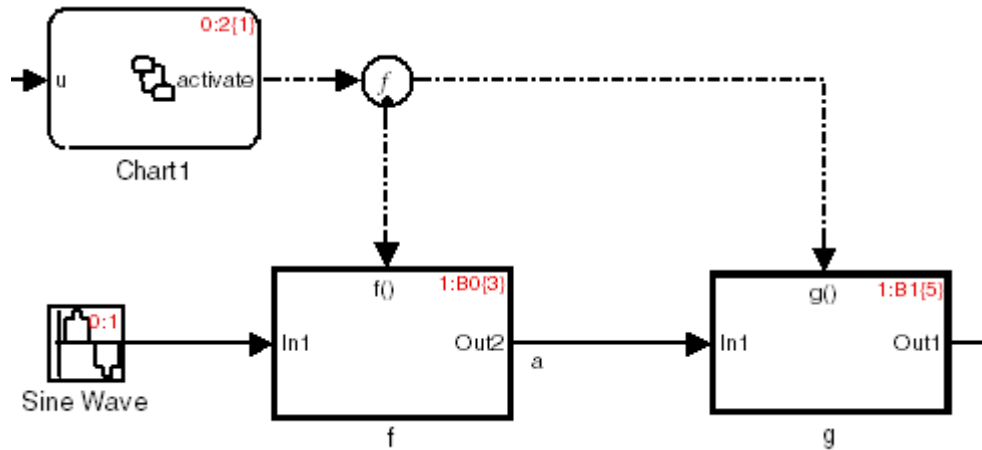 0:2{1}
u
activate
f
Chart1
f()
1:B0{3}
g()
1:B1{5}
0:1
In1
Out2
a
In1
Out1
Sine Wave
f
g